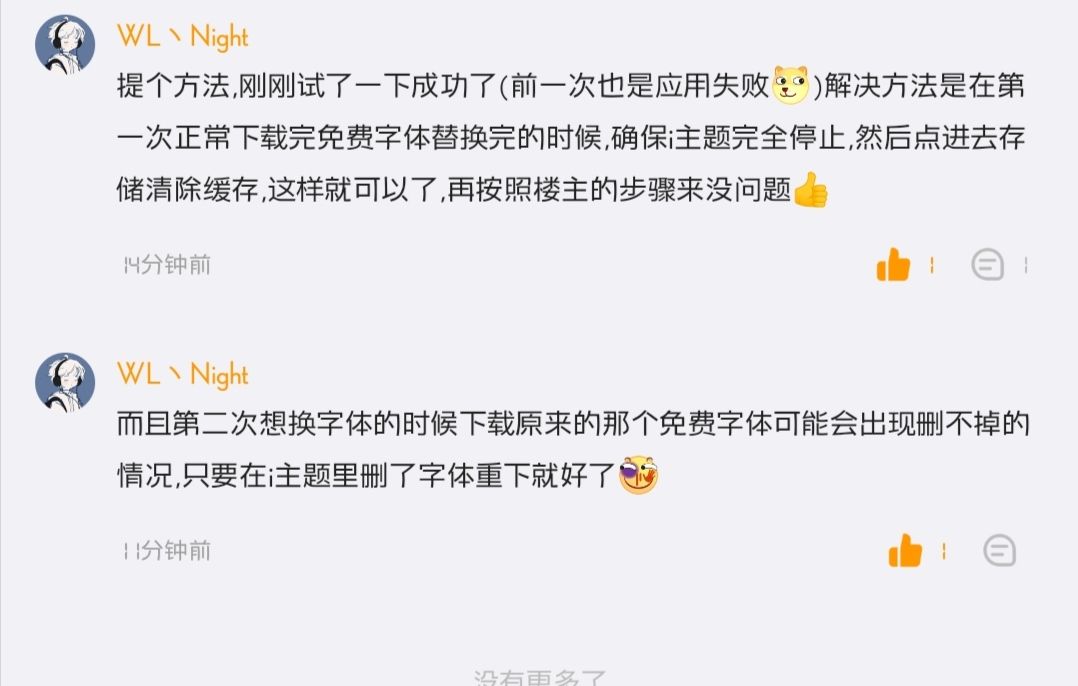 WL丶Night
提个方法,刚刚试了一下成功了(前一次也是应用失败)解决方法是在第
一次正常下载完免费字体替换完的时候,确保i主题完全停止,然后点进去存
储清除缓存,这样就可以了,再按照楼主的步骤来没问题
14分钟前 1 1
WL丶Night
而且第二次想换字体的时候下载原来的那个免费字体可能会出现删不掉的
情况,只要在i主题里删了字体重下就好了
11分钟前 1
没有更多了